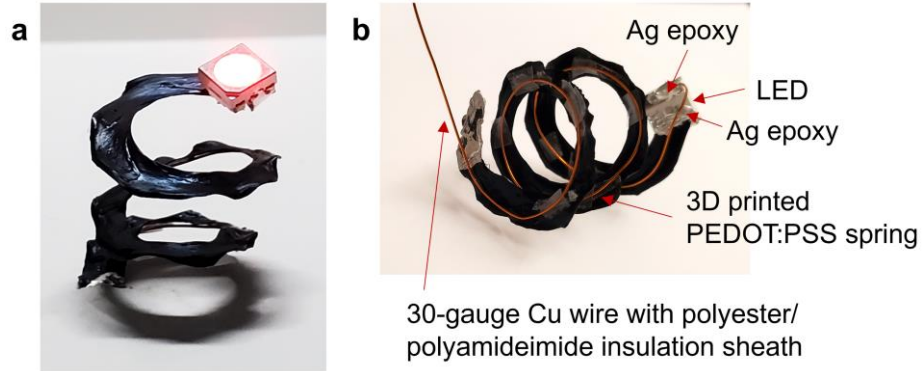 a
b
Ag epoxy
LED
Ag epoxy
3D printed
PEDOT:PSS spring
30-gauge Cu wire with polyester/
polyamideimide insulation sheath